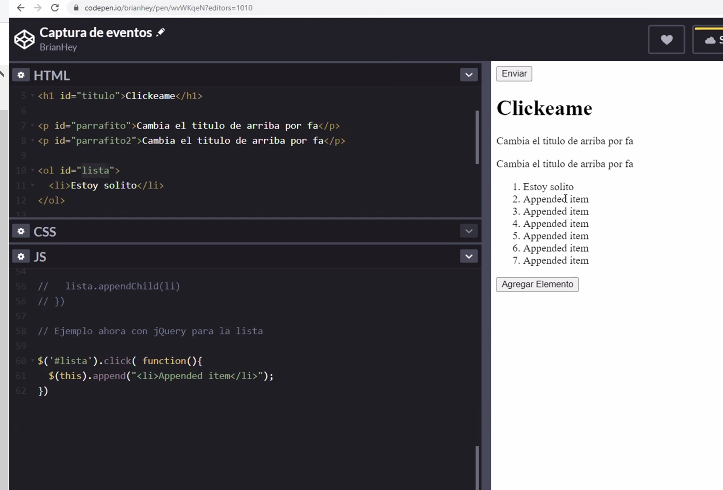 codepen.io/brianhey/pen/wvWKqeN?editors=1010
Captura de eventos
BrianHey
HTML
5 <h1 id="titulo">Clickeame</h1>
6
7 <p id="parrafito">Cambia el titulo de arriba por fa</p>
8 <p id="parrafito2">Cambia el titulo de arriba por fa</p>
9
10 <ol id="lista">
11 <li>Estoy solito</li>
12 </ol>
13
CSS
JS
54
55 // lista.appendChild(li)
56 // })
57
58 // Ejemplo ahora con jQuery para la lista
59
60 $('#lista').click( function(){
61 $(this).append("<li>Appended item</li>");
62 })
Enviar
Clickeame
Cambia el titulo de arriba por fa
Cambia el titulo de arriba por fa
1. Estoy solito
2. Appended item
3. Appended item
4. Appended item
5. Appended item
6. Appended item
7. Appended item
Agregar Elemento